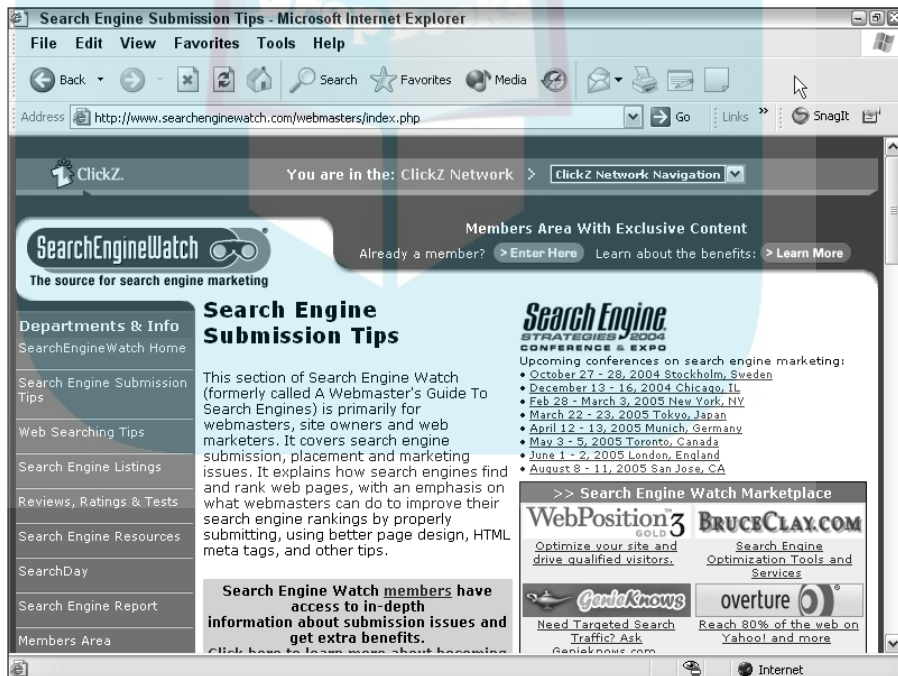 Search Engine Submission Tips - Microsoft Internet Explorer
File Edit View Favorites Tools Help
Back Search Favorites Media
Address http://www.searchenginewatch.com/webmasters/index.php Go Links » SnagIt
ClickZ. You are in the: ClickZ Network > ClickZ Network Navigation
Members Area With Exclusive Content
Already a member? > Enter Here Learn about the benefits: > Learn More
SearchEngineWatch
The source for search engine marketing
Departments & Info
SearchEngineWatch Home
Search Engine Submission
Tips
Web Searching Tips
Search Engine Listings
Reviews, Ratings & Tests
Search Engine Resources
SearchDay
Search Engine Report
Members Area
Search Engine
Submission Tips
This section of Search Engine Watch
(formerly called A Webmaster's Guide To
Search Engines) is primarily for
webmasters, site owners and web
marketers. It covers search engine
submission, placement and marketing
issues. It explains how search engines find
and rank web pages, with an emphasis on
what webmasters can do to improve their
search engine rankings by properly
submitting, using better page design, HTML
meta tags, and other tips.
Search Engine Watch members have
access to in-depth
information about submission issues and
get extra benefits.
Click here to learn more about becoming
Search Engine
STRATEGIES 2004
CONFERENCE & EXPO
Upcoming conferences on search engine marketing:
• October 27 - 28, 2004 Stockholm, Sweden
• December 13 - 16, 2004 Chicago, IL
• Feb 28 - March 3, 2005 New York, NY
• March 22 - 23, 2005 Tokyo, Japan
• April 12 - 13, 2005 Munich, Germany
• May 3 - 5, 2005 Toronto, Canada
• June 1 - 2, 2005 London, England
• August 8 - 11, 2005 San Jose, CA
>> Search Engine Watch Marketplace
WebPosition™ 3
GOLD
Optimize your site and
drive qualified visitors.
BRUCECLAY.COM
Search Engine
Optimization Tools and
Services
GenieKnows
Need Targeted Search
Traffic? Ask
Genieknows.com
overture
Reach 80% of the web on
Yahoo! and more
Internet